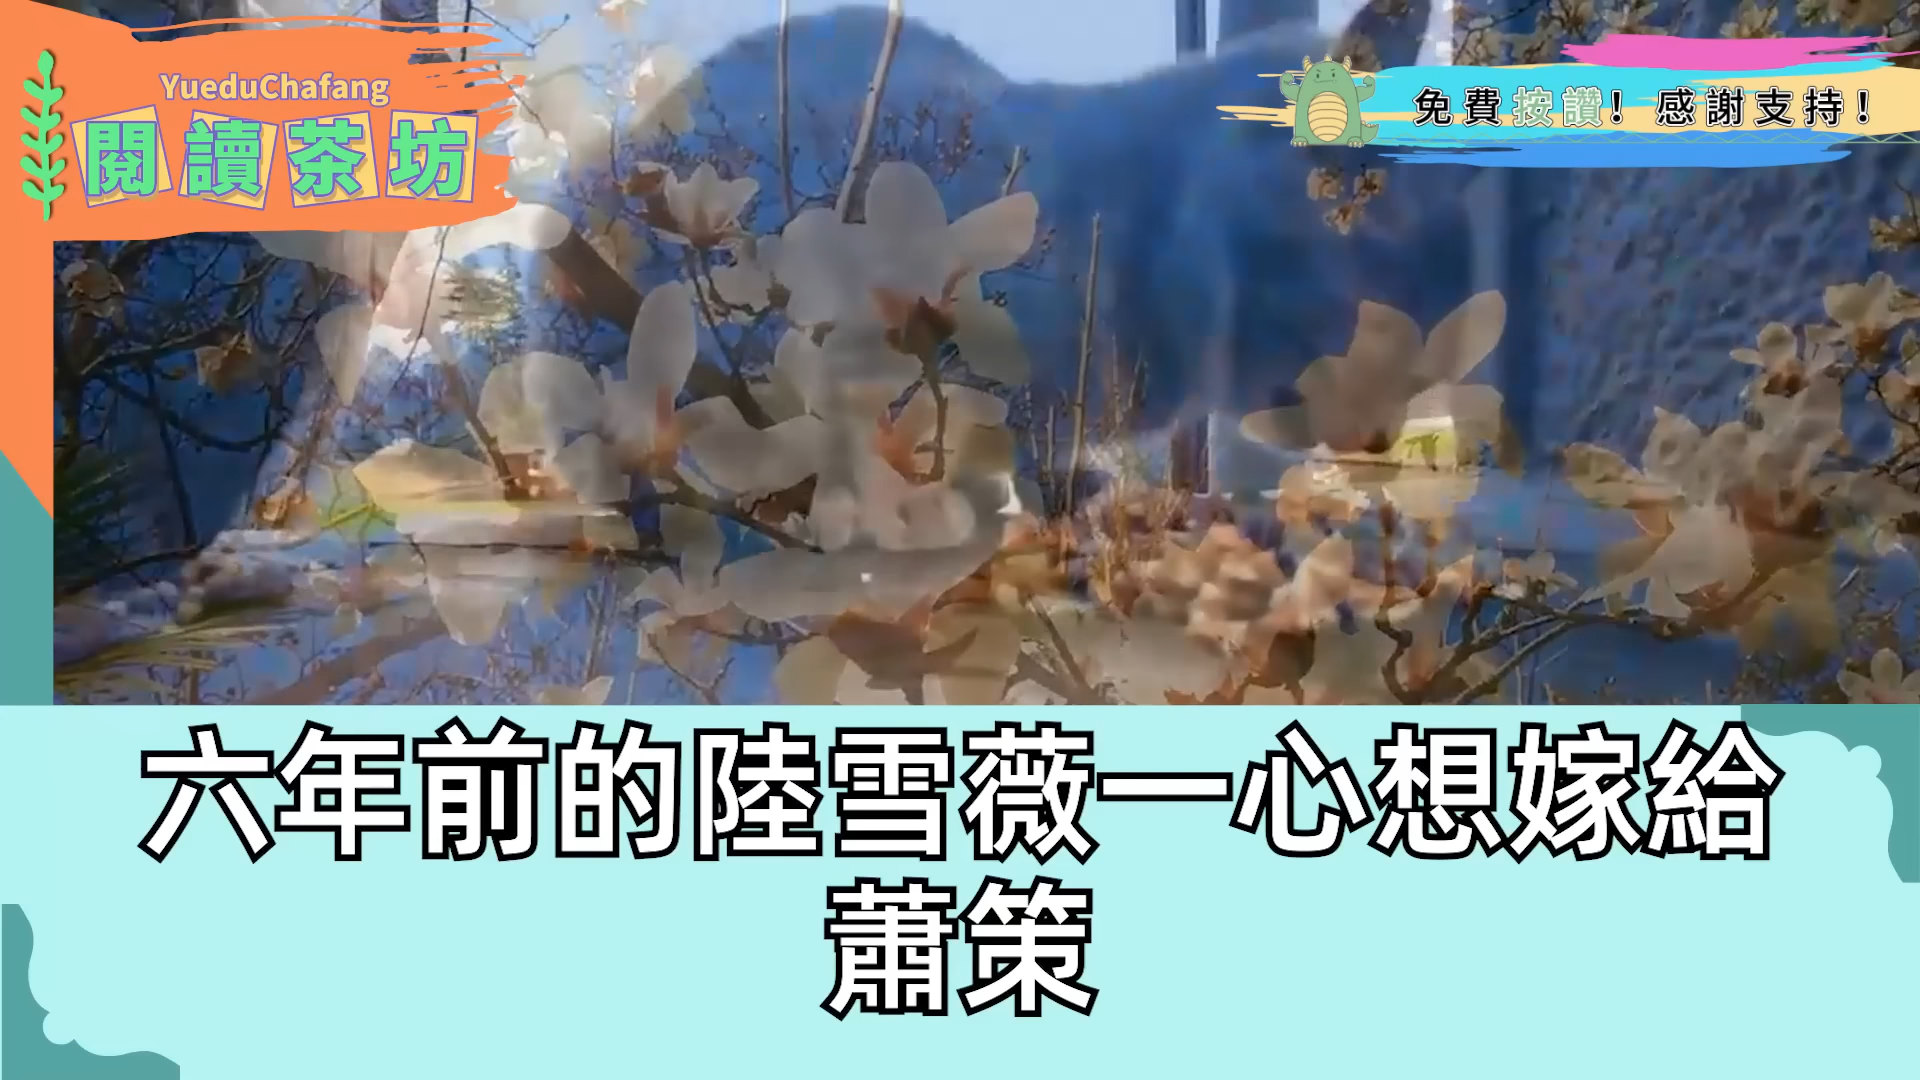 YueduChafang
閱讀茶坊
免費按讚！感謝支持！
六年前的陸雪薇一心想嫁給
蕭策